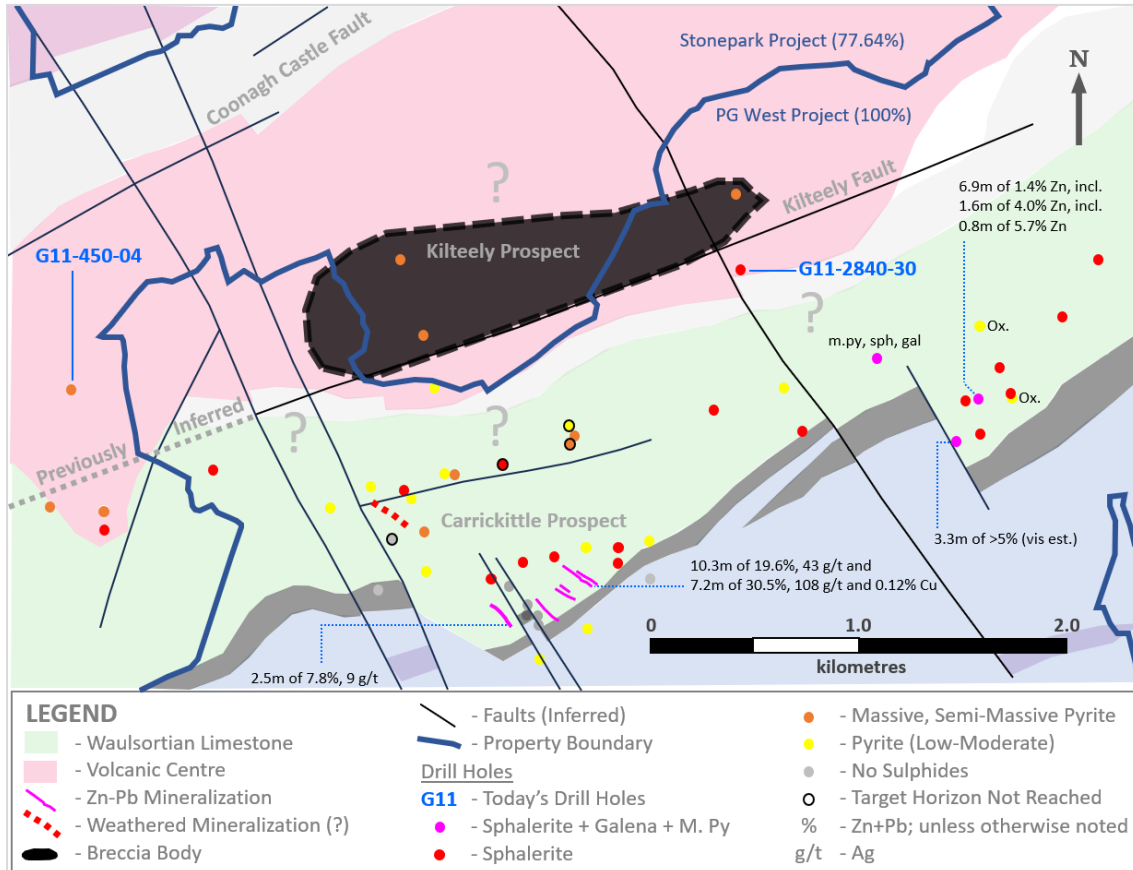 Coonagh Castle Fault
Stonepark Project (77.64%)
PG West Project (100%)
N
?
Kilteely Fault
6.9m of 1.4% Zn, incl.
1.6m of 4.0% Zn, incl.
0.8m of 5.7% Zn
G11-450-04
Kilteely Prospect
G11-2840-30
?
Ox.
m.py, sph, gal
Ox.
Previously Inferred
?
?
Carrickittle Prospect
3.3m of >5% (vis est.)
10.3m of 19.6%, 43 g/t and
7.2m of 30.5%, 108 g/t and 0.12% Cu
0 1.0 2.0
kilometres
2.5m of 7.8%, 9 g/t
LEGEND
- Waulsortian Limestone
- Volcanic Centre
- Zn-Pb Mineralization
- Weathered Mineralization (?)
- Breccia Body
- Faults (Inferred)
- Property Boundary
Drill Holes
G11 - Today's Drill Holes
- Sphalerite + Galena + M. Py
- Sphalerite
- Massive, Semi-Massive Pyrite
- Pyrite (Low-Moderate)
- No Sulphides
- Target Horizon Not Reached
% - Zn+Pb; unless otherwise noted
g/t - Ag